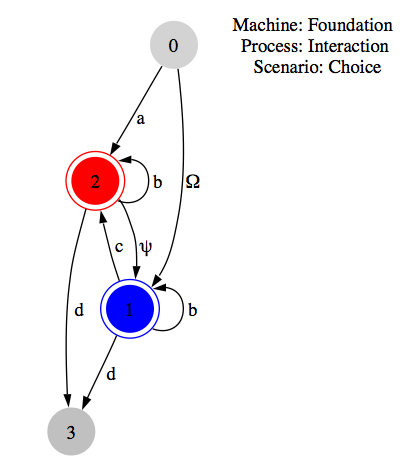 Machine: Foundation
Process: Interaction
Scenario: Choice
0
a
2
b
Ω
c
ψ
1
b
d
d
3